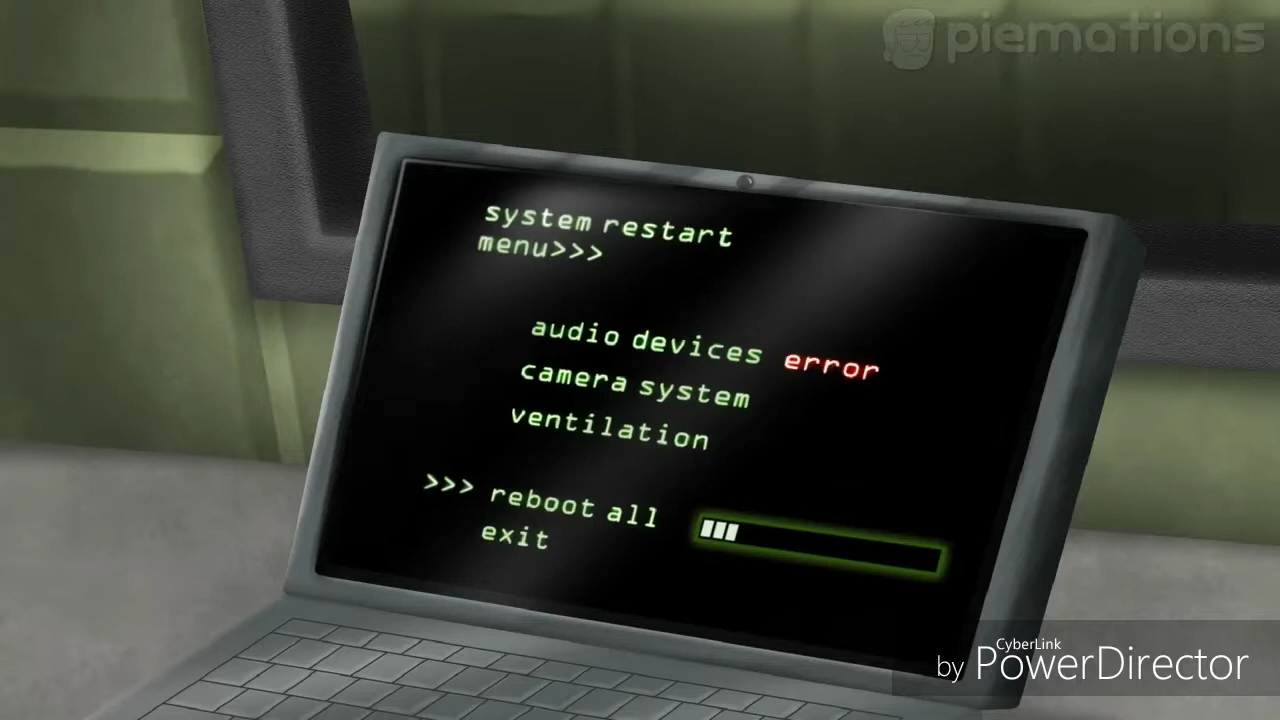 piemations
system restart
menu>>>
audio devices error
camera system
ventilation
>>> reboot all
exit
CyberLink
by PowerDirector